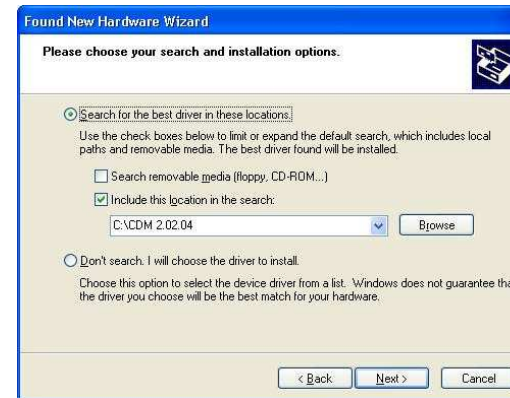 Found New Hardware Wizard
Please choose your search and installation options.
Search for the best driver in these locations.
Use the check boxes below to limit or expand the default search, which includes local
paths and removable media. The best driver found will be installed.
Search removable media (floppy, CD-ROM...)
Include this location in the search:
C:\CDM 2.02.04
Browse
Don't search. I will choose the driver to install.
Choose this option to select the device driver from a list. Windows does not guarantee tha
the driver you choose will be the best match for your hardware.
< Back
Next >
Cancel